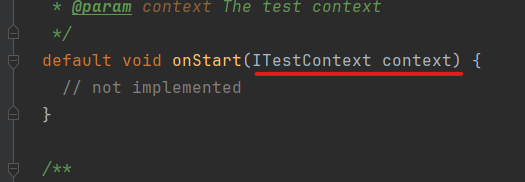 * @param context The test context
*/
default void onStart(ITestContext context) {
// not implemented
}
/**